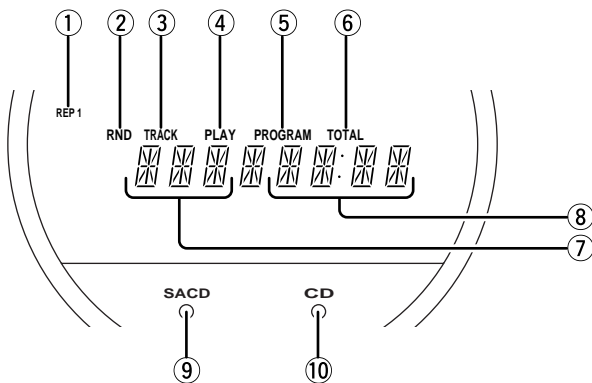 ① ② ③ ④ ⑤ ⑥
REP 1
RND TRACK PLAY PROGRAM TOTAL
⑧
⑦
SACD CD
⑨ ⑩